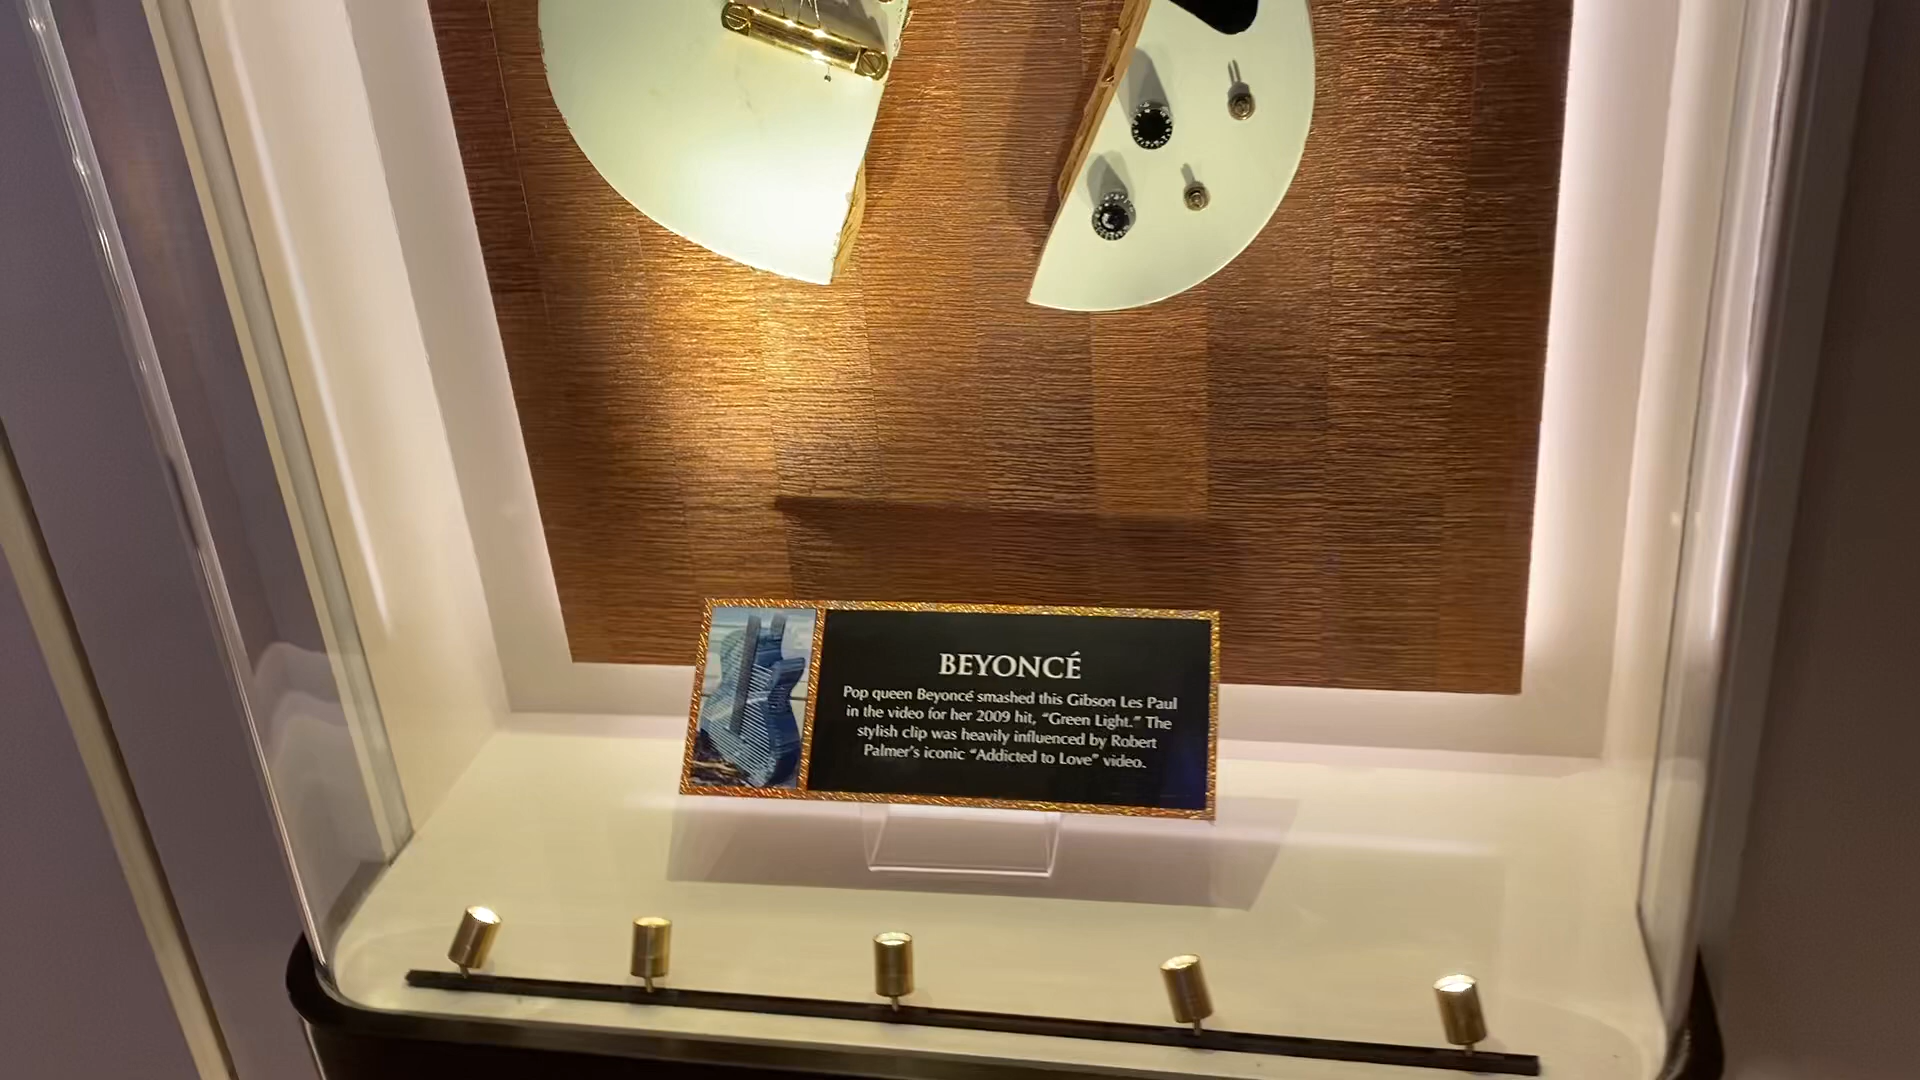 BEYONCÉ
Pop queen Beyoncé smashed this Gibson Les Paul
in the video for her 2009 hit, “Green Light.” The
stylish clip was heavily influenced by Robert
Palmer’s iconic “Addicted to Love” video.